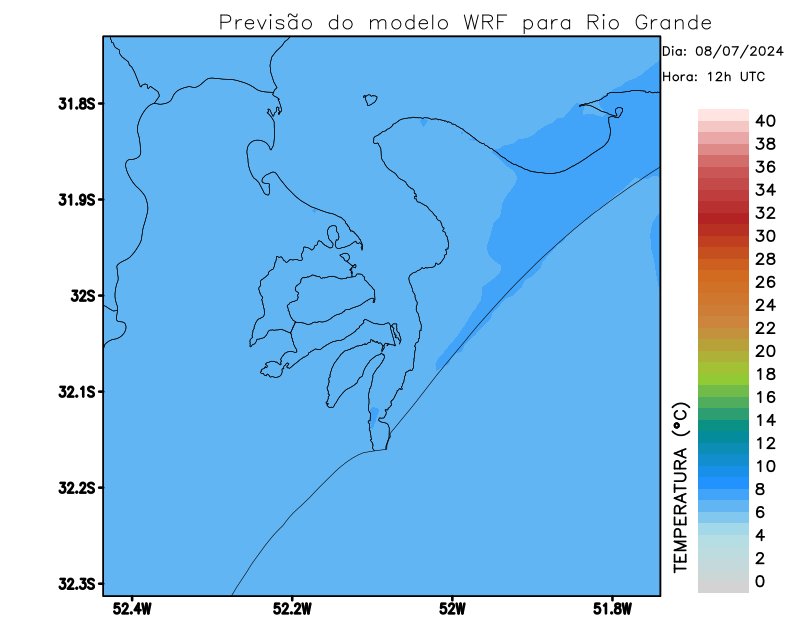 Previsão do modelo WRF para Rio Grande
Dia: 08/07/2024
Hora: 12h UTC
31.8S
31.9S
32S
32.1S
32.2S
32.3S
52.4W
52.2W
52W
51.8W
TEMPERATURA (°C)
40
38
36
34
32
30
28
26
24
22
20
18
16
14
12
10
8
6
4
2
0